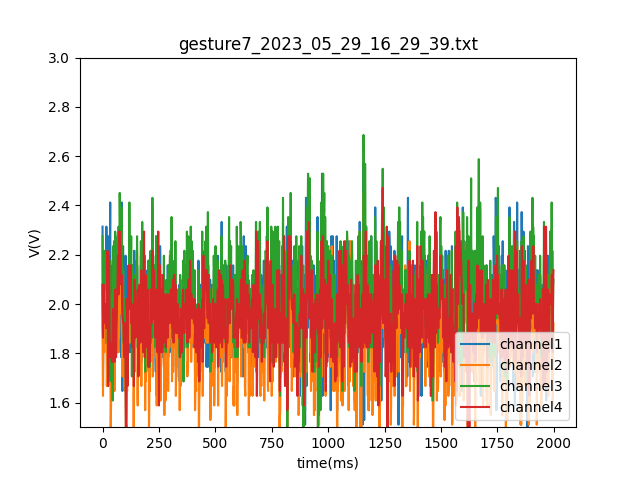 gesture7_2023_05_29_16_29_39.txt
3.0
2.8
2.6
2.4
2.2
2.0
1.8
1.6
V(V)
channel1
channel2
channel3
channel4
0 250 500 750 1000 1250 1500 1750 2000
time(ms)